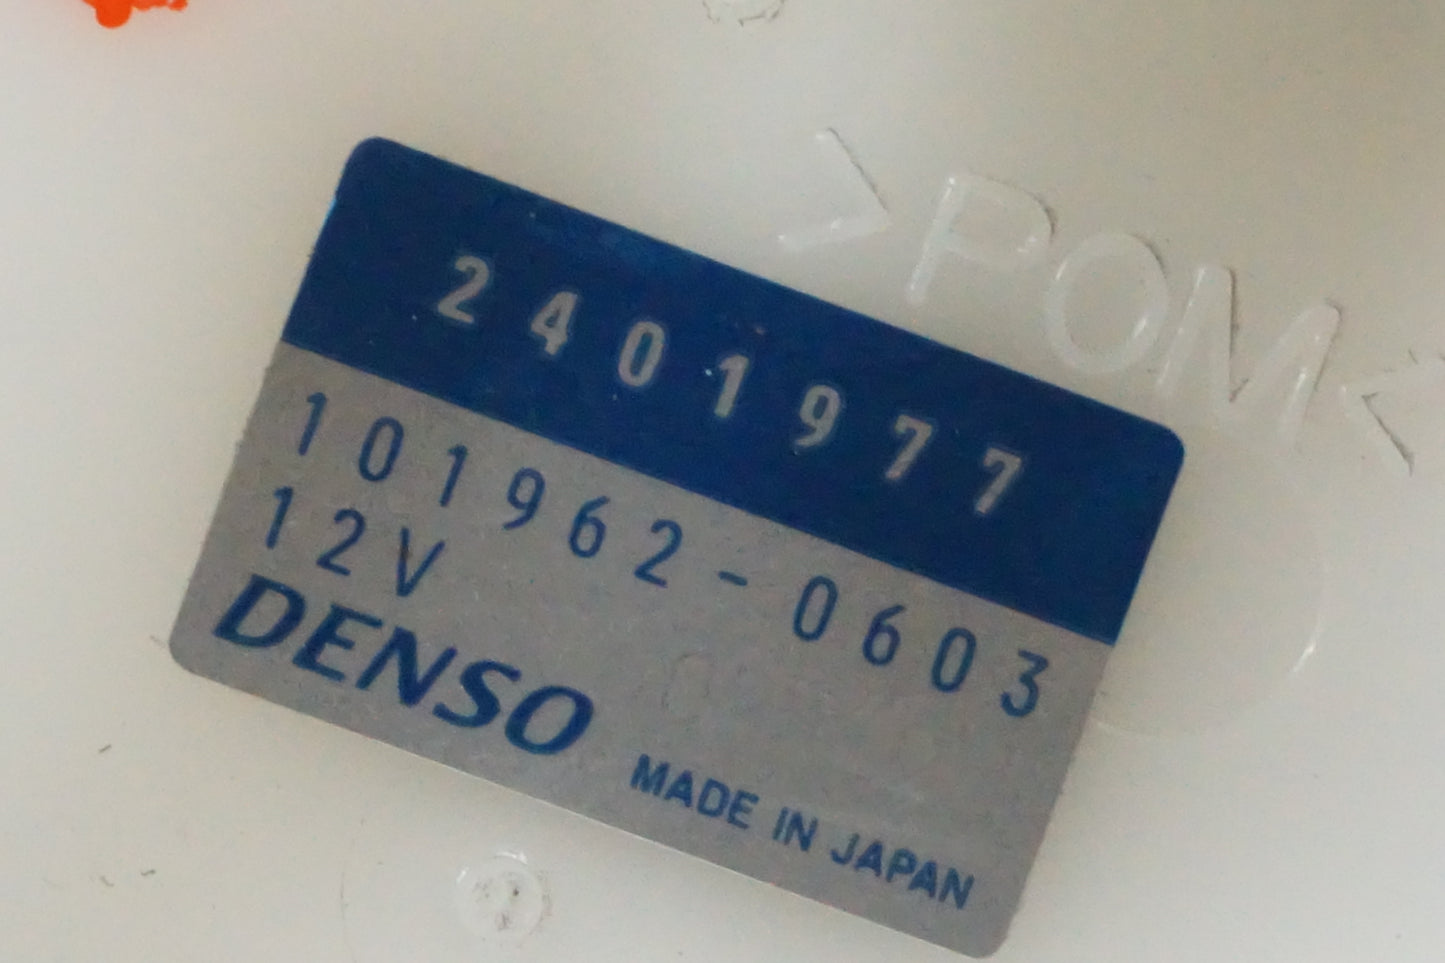 >POM<
2401977
101962-0603
12V
DENSO MADE IN JAPAN